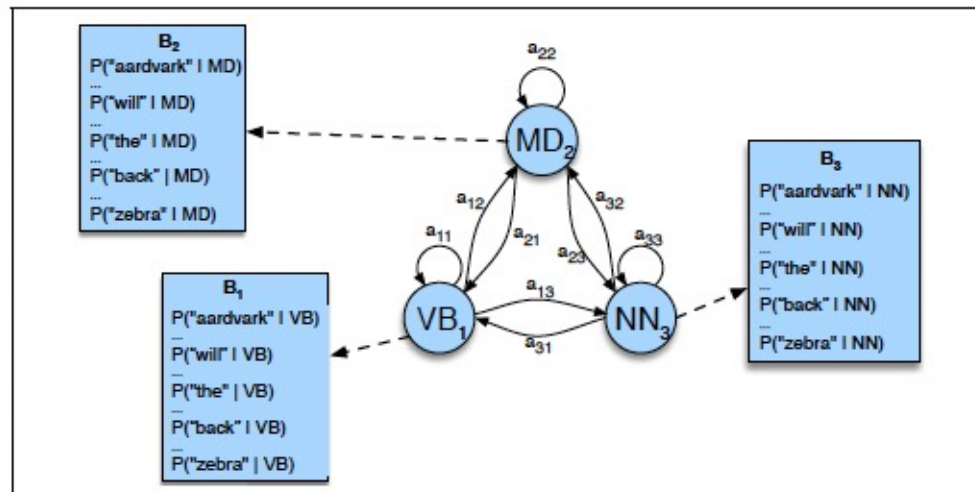 B2
P("aardvark" | MD)
...
P("will" | MD)
...
P("the" | MD)
...
P("back" | MD)
...
P("zebra" | MD)
a22
MD2
B3
P("aardvark" | NN)
...
P("will" | NN)
...
P("the" | NN)
...
P("back" | NN)
...
P("zebra" | NN)
a12
a21
a11
a32
a23
a33
B1
P("aardvark" | VB)
...
P("will" | VB)
...
P("the" | VB)
...
P("back" | VB)
...
P("zebra" | VB)
VB1
a13
a31
NN3